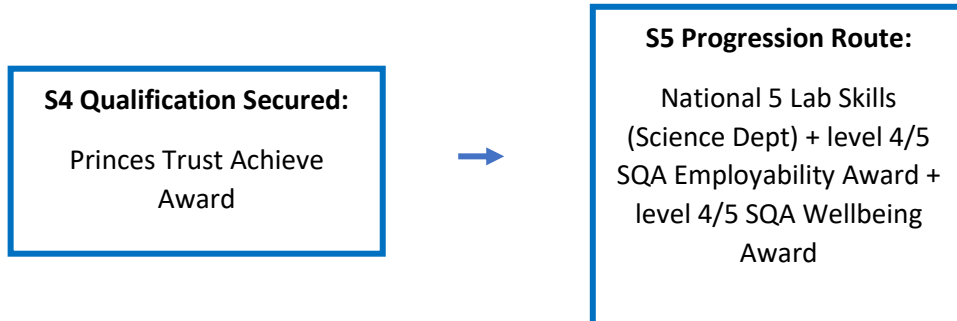 S4 Qualification Secured:
Princes Trust Achieve
Award
S5 Progression Route:
National 5 Lab Skills
(Science Dept) + level 4/5
SQA Employability Award +
level 4/5 SQA Wellbeing
Award